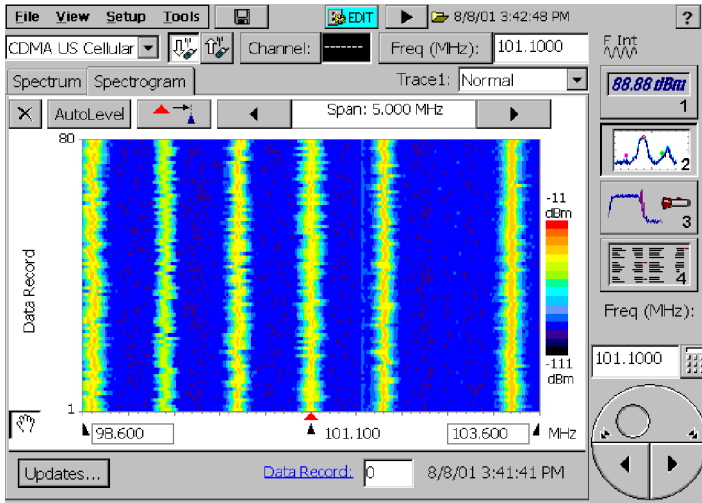 File View Setup Tools EDIT 8/8/01 3:42:48 PM ?
CDMA US Cellular Channel: ------- Freq (MHz): 101.1000 F Int
Spectrum Spectrogram Trace1: Normal
88.88 dBm
1
AutoLevel Span: 5.000 MHz
80
2
-11
dBm
3
Data Record
4
Freq (MHz):
101.1000
-111
dBm
1
98.600 101.100 103.600 MHz
Updates... Data Record: 0 8/8/01 3:41:41 PM